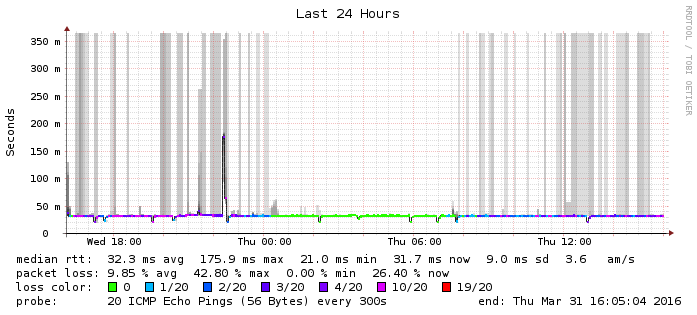 Last 24 Hours
RRDTOOL / TOBI OETIKER
Seconds
350 m
300 m
250 m
200 m
150 m
100 m
50 m
0
Wed 18:00 Thu 00:00 Thu 06:00 Thu 12:00
median rtt: 32.3 ms avg 175.9 ms max 21.0 ms min 31.7 ms now 9.0 ms sd 3.6 am/s
packet loss: 9.85 % avg 42.80 % max 0.00 % min 26.40 % now
loss color: 0 1/20 2/20 3/20 4/20 10/20 19/20
probe: 20 ICMP Echo Pings (56 Bytes) every 300s end: Thu Mar 31 16:05:04 2016